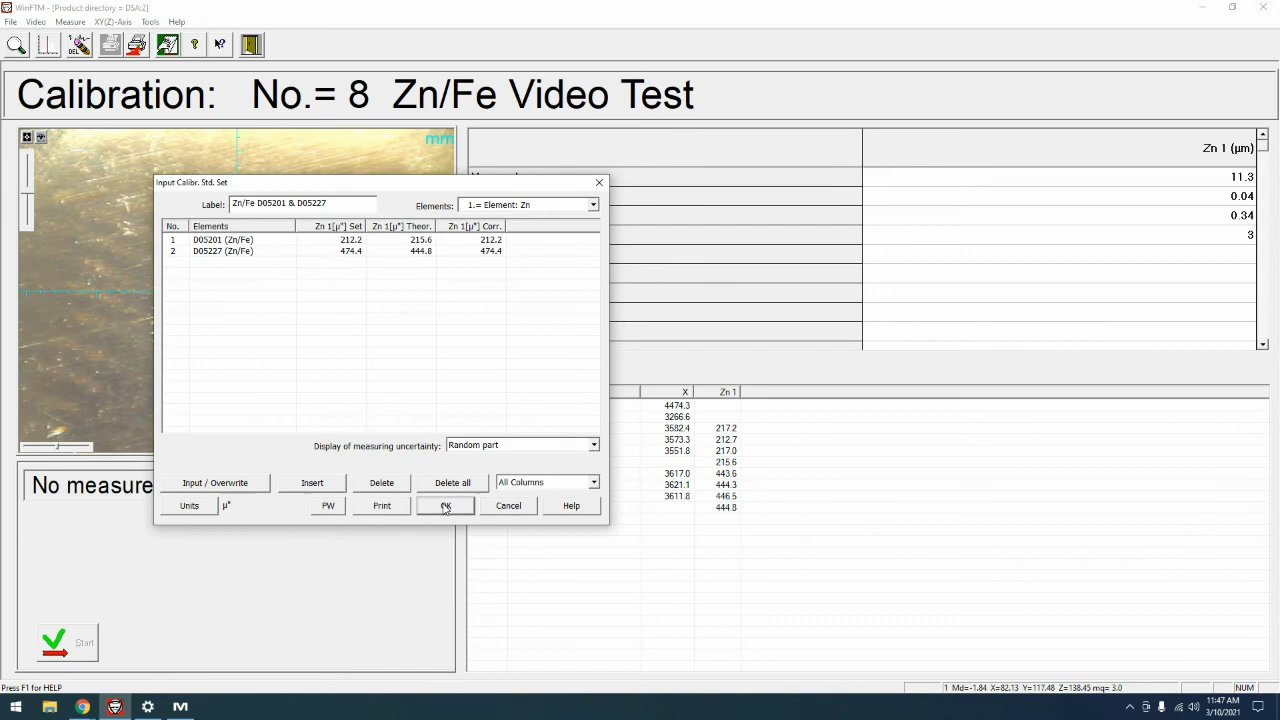 WinFTM - [Product directory = DSA:2]
File Video Measure XY(Z)-Axis Tools Help
DEL
Calibration: No.= 8 Zn/Fe Video Test
mm
Zn 1 (µm)
11.3
0.04
0.34
3
Input Calibr. Std. Set
Label: Zn/Fe D05201 & D05227 Elements: 1.= Element: Zn
No. Elements Zn 1[µ"] Set Zn 1[µ"] Theor. Zn 1[µ"] Corr.
1 D05201 (Zn/Fe) 212.2 215.6 212.2
2 D05227 (Zn/Fe) 474.4 444.8 474.4
Display of measuring uncertainty: Random part
Input / Overwrite Insert Delete Delete all All Columns
Units µ" PW Print OK Cancel Help
X Zn 1
4474.3
3266.6
3582.4 217.2
3573.3 212.7
3551.8 217.0
215.6
3617.0 443.6
3621.1 444.3
3611.8 446.5
444.8
No measure
Start
Press F1 for HELP
1 Md=-1.84 X=82.13 Y=117.48 Z=138.45 mq= 3.0 NUM
11:47 AM
3/10/2021